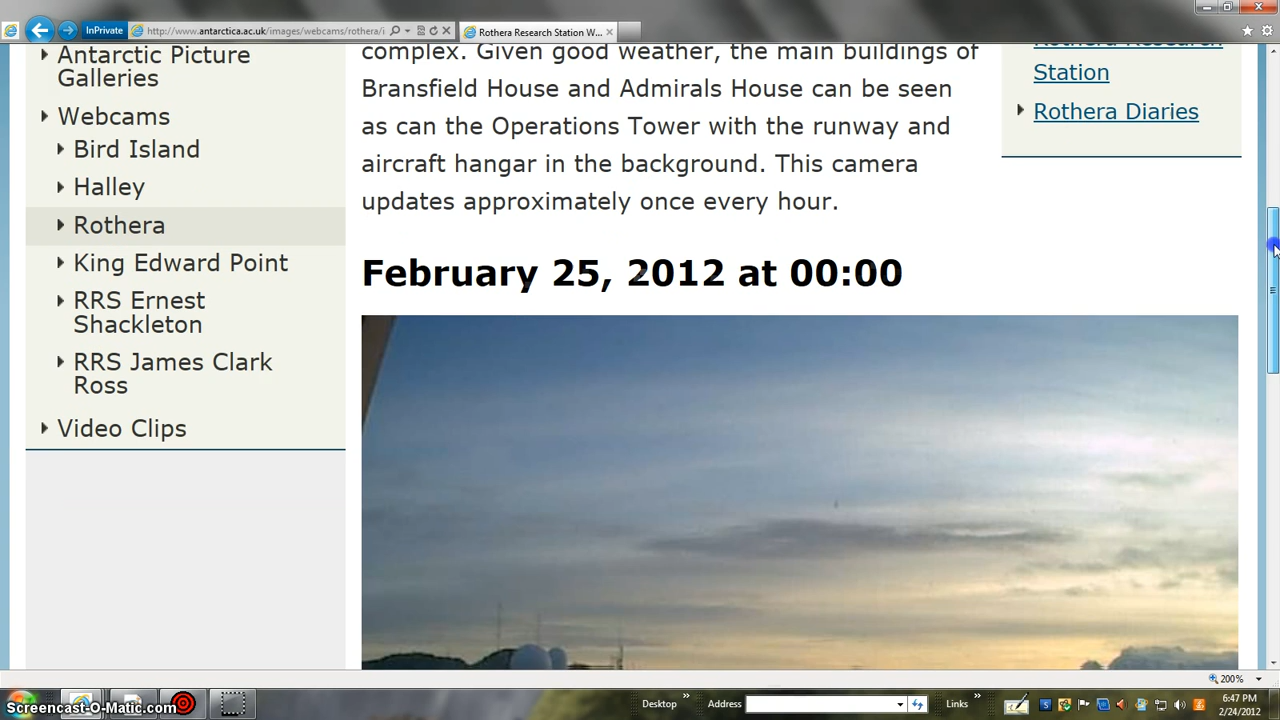 InPrivate
http://www.antarctica.ac.uk/images/webcams/rothera/i
Rothera Research Station W...
Antarctic Picture
Galleries
Webcams
Bird Island
Halley
Rothera
King Edward Point
RRS Ernest
Shackleton
RRS James Clark
Ross
Video Clips
complex. Given good weather, the main buildings of
Bransfield House and Admirals House can be seen
as can the Operations Tower with the runway and
aircraft hangar in the background. This camera
updates approximately once every hour.
February 25, 2012 at 00:00
Rothera Research
Station
Rothera Diaries
200%
Screencast-O-Matic.com
Desktop
Address
Links
6:47 PM
2/24/2012